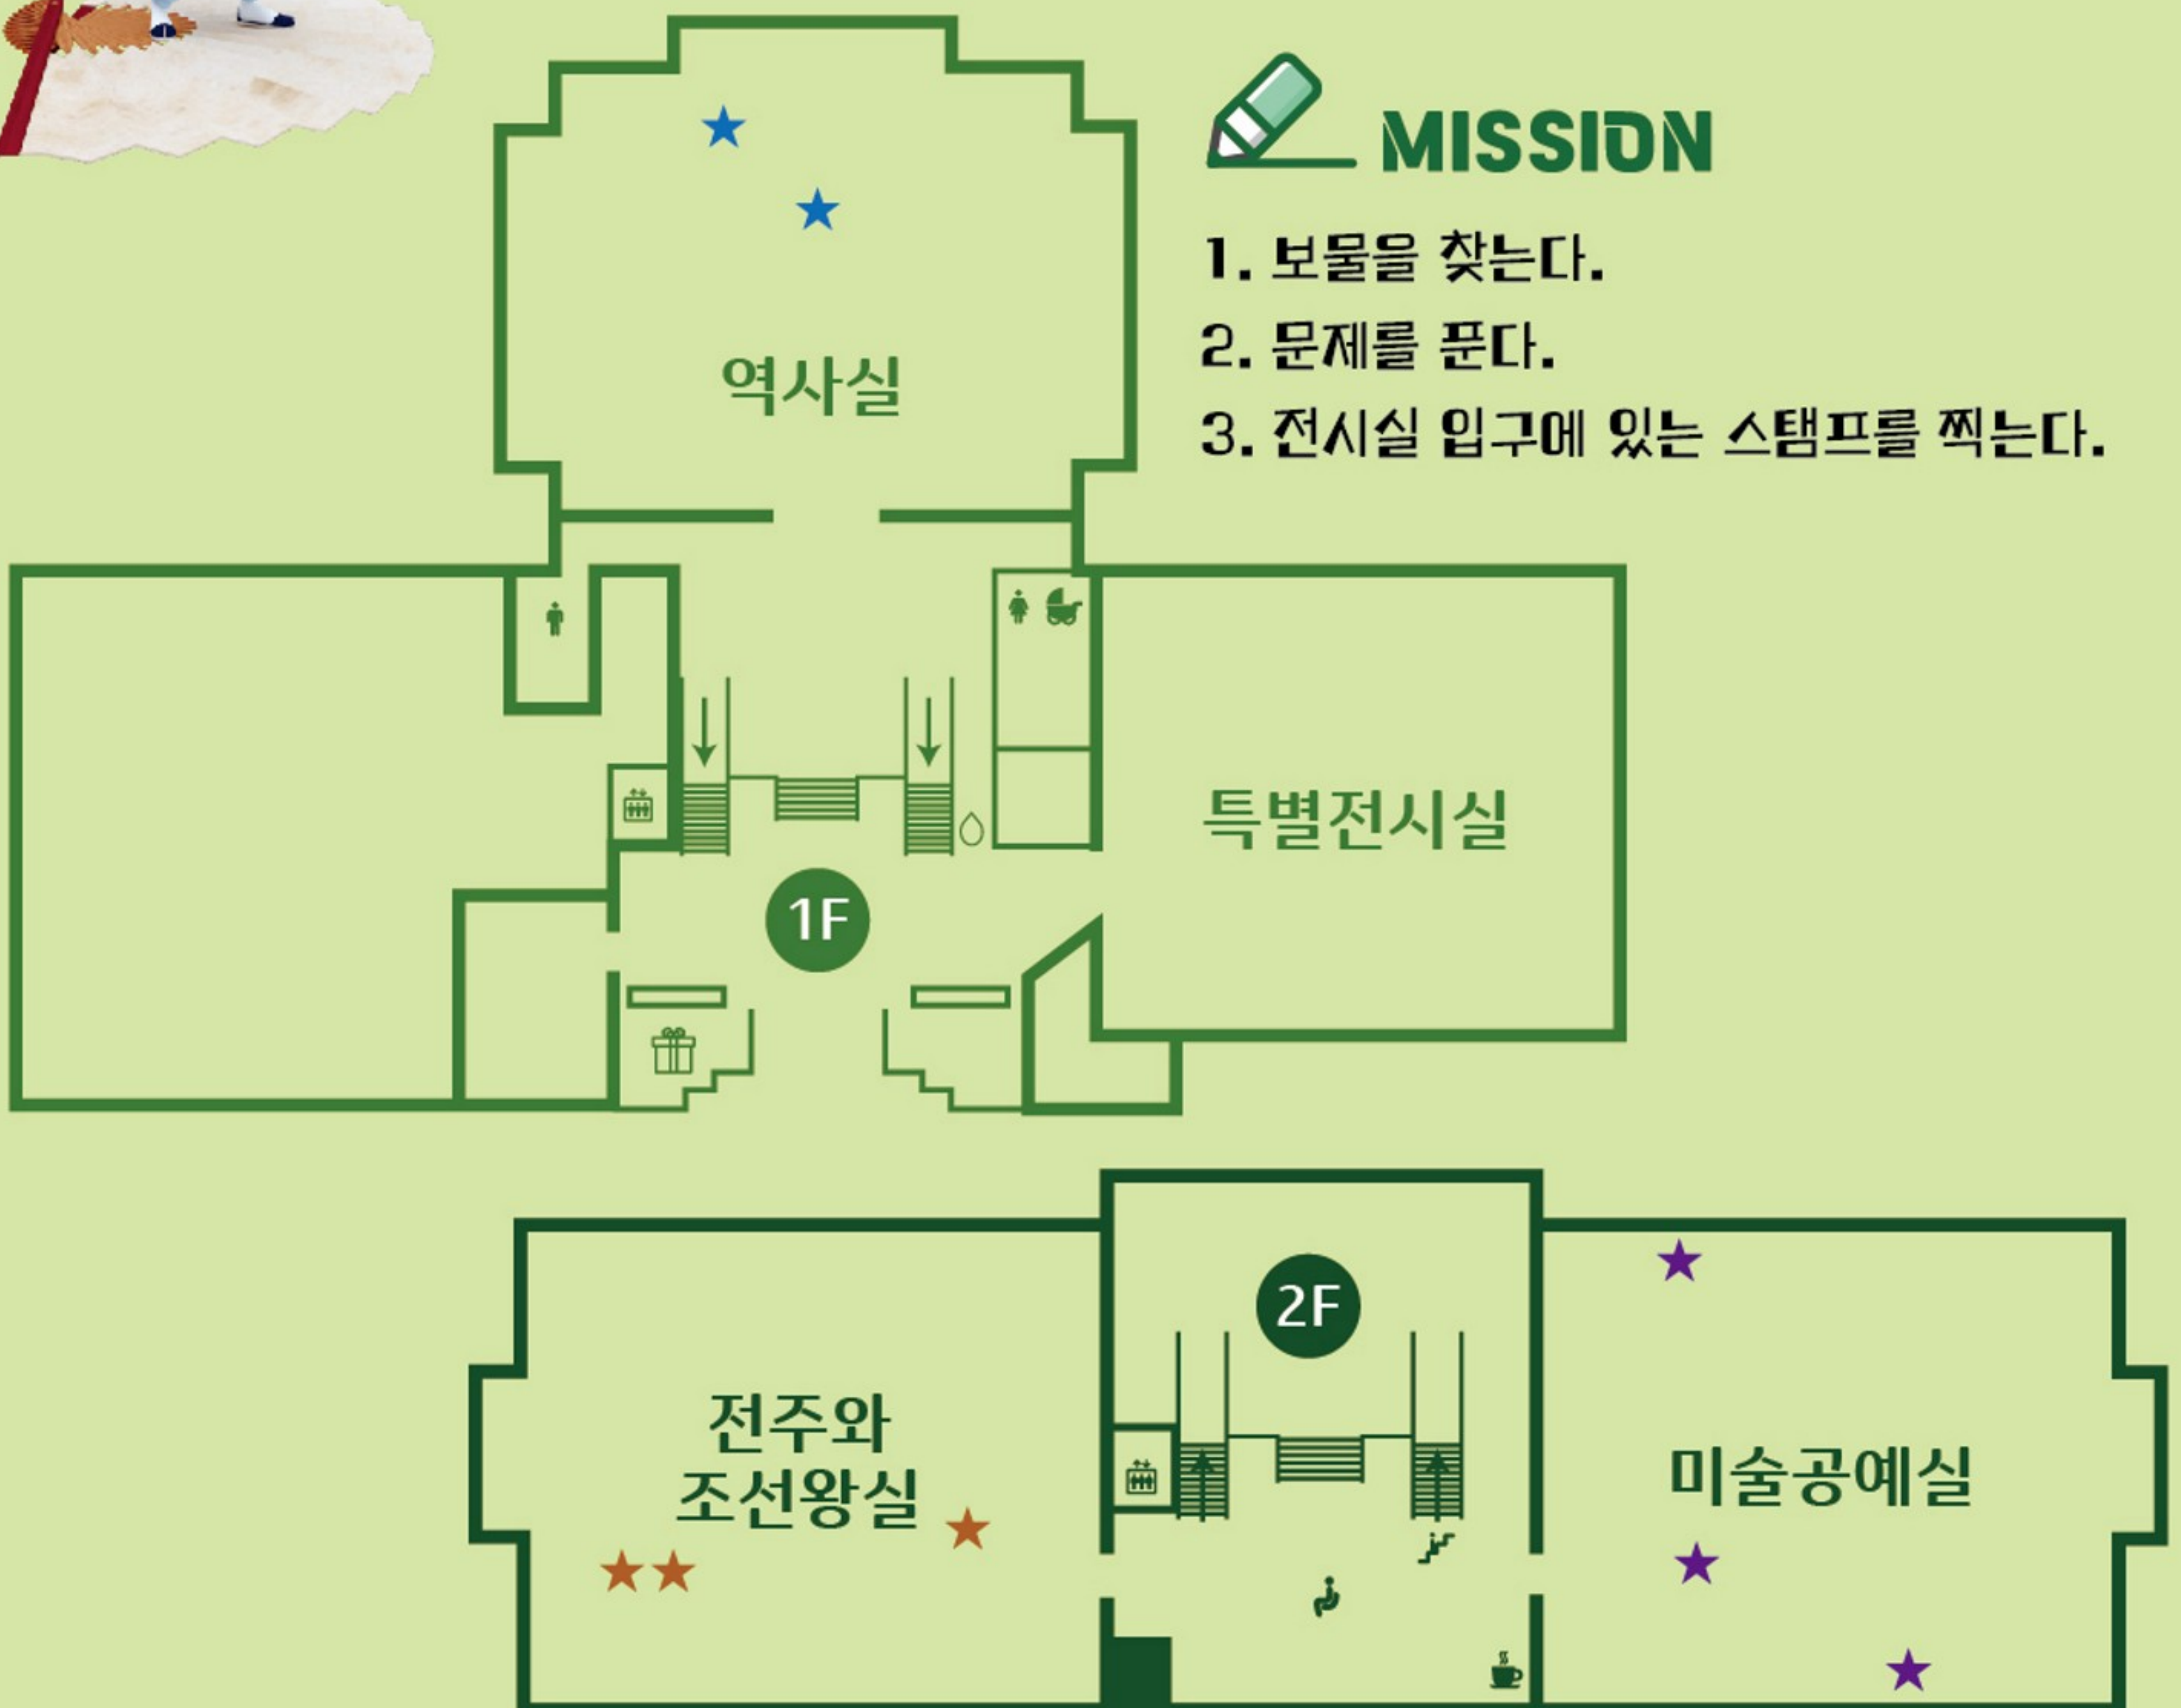 MISSION
1. 보물을 찾는다.
2. 문제를 푼다.
3. 전시실 입구에 있는 스탬프를 찍는다.
역사실
특별전시실
1F
2F
전주와
조선왕실
미술공예실